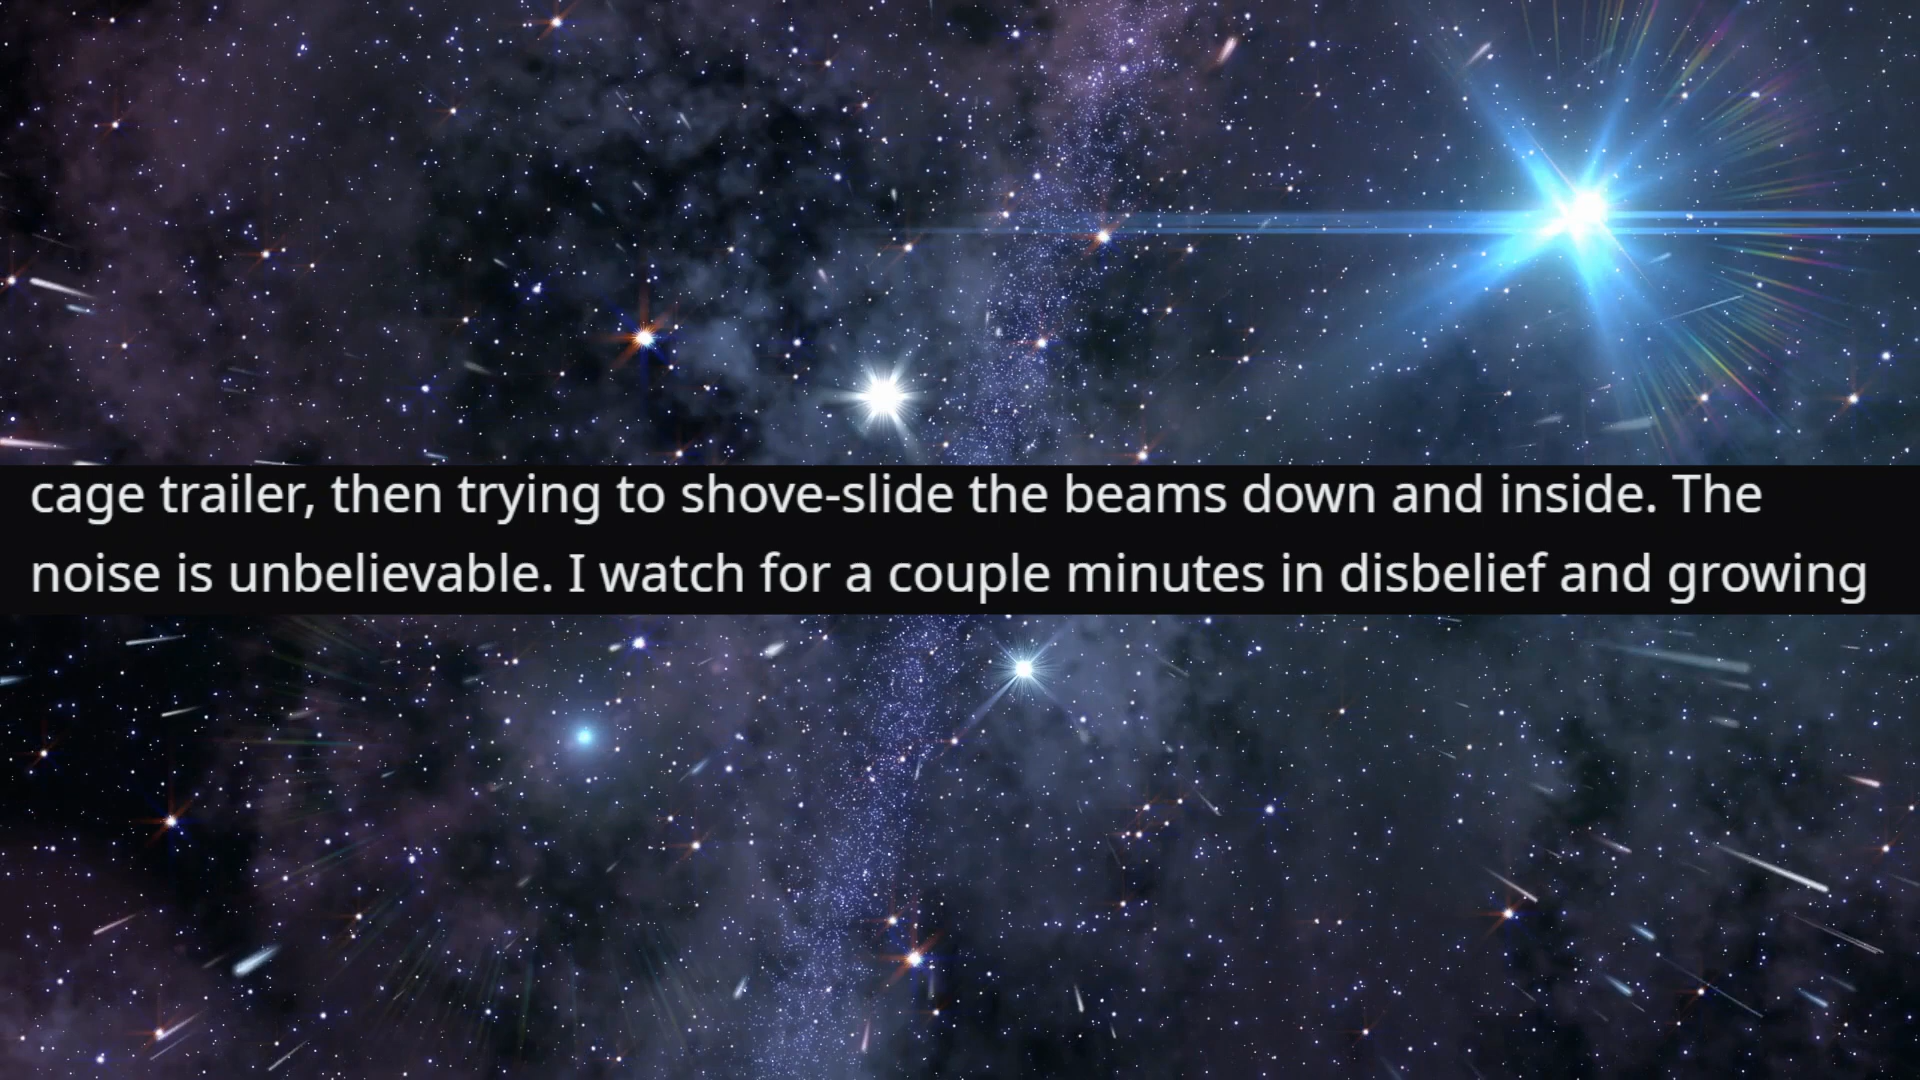 cage trailer, then trying to shove-slide the beams down and inside. The
noise is unbelievable. I watch for a couple minutes in disbelief and growing